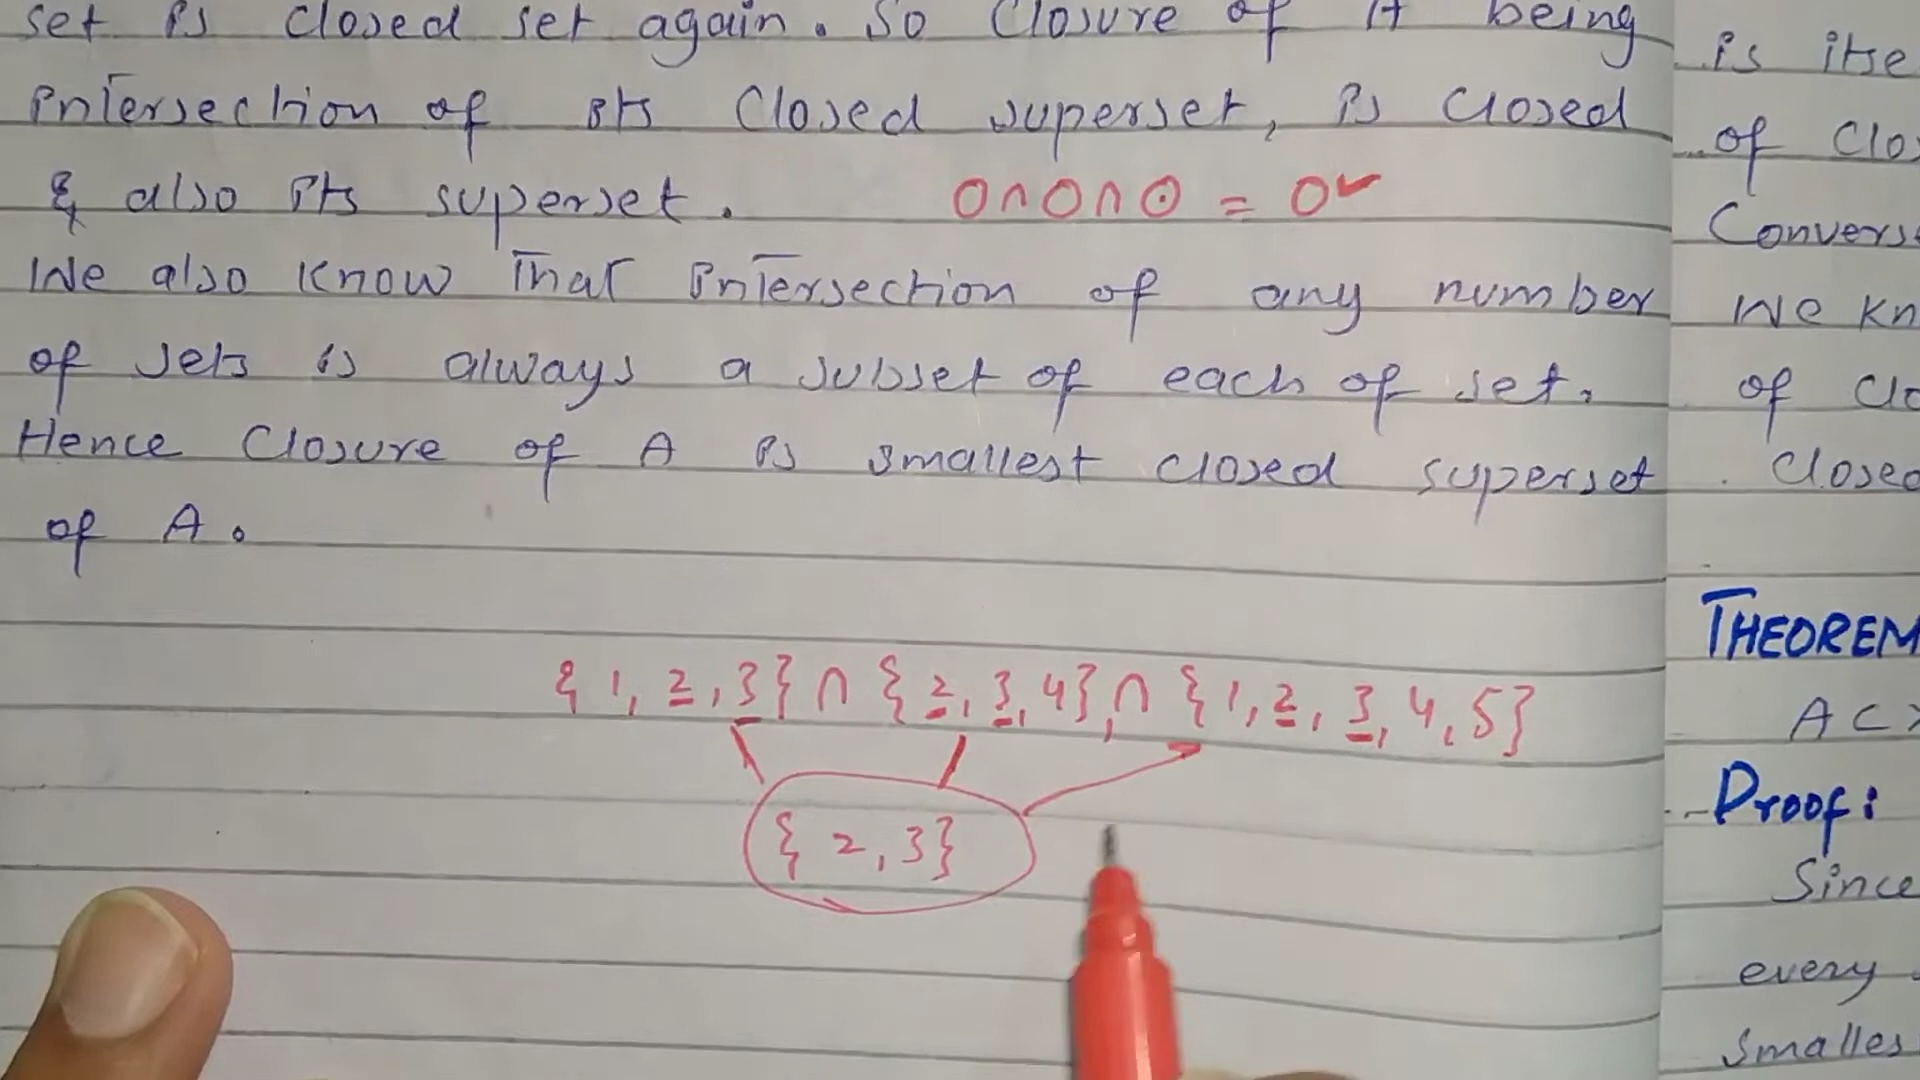 set is closed set again. So Closure of A being
intersection of its Closed superset, is Closed
& also its superset.
O∩O∩⊙ = O✓
We also Know That intersection of any number
of sets is always a subset of each of set.
Hence Closure of A is smallest closed superset
of A.
{ 1, 2, 3} ∩ { 2, 3, 4}, ∩ { 1, 2, 3, 4, 5}
{ 2, 3}
is itse
of Clos
Convers
We Kn
of Clo
Closed
THEOREM
A ⊂ X
Proof:
Since
every
smalles